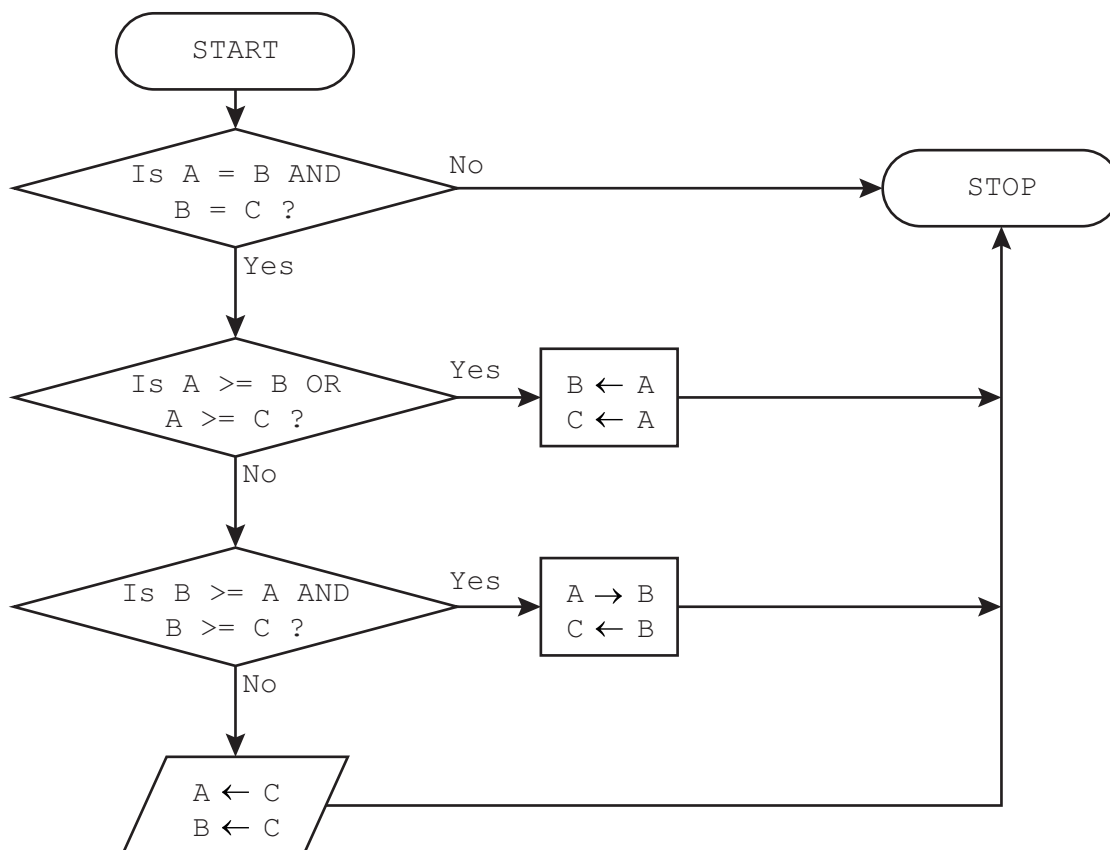 START
Is A = B AND
B = C ?
No
STOP
Yes
Is A >= B OR
A >= C ?
Yes
B ← A
C ← A
No
Is B >= A AND
B >= C ?
Yes
A → B
C ← B
No
A ← C
B ← C